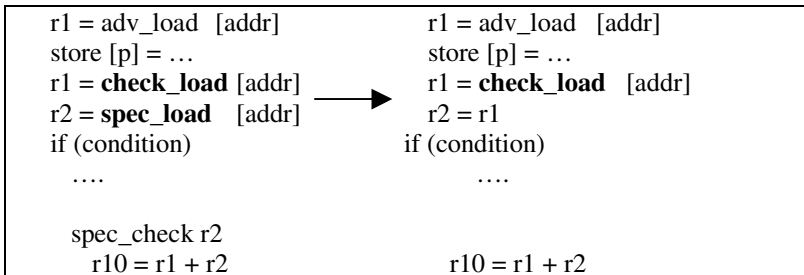 r1 = adv_load [addr]
store [p] = …
r1 = check_load [addr]
r2 = spec_load [addr]
if (condition)
….
spec_check r2
r10 = r1 + r2
r1 = adv_load [addr]
store [p] = …
r1 = check_load [addr]
r2 = r1
if (condition)
….
r10 = r1 + r2